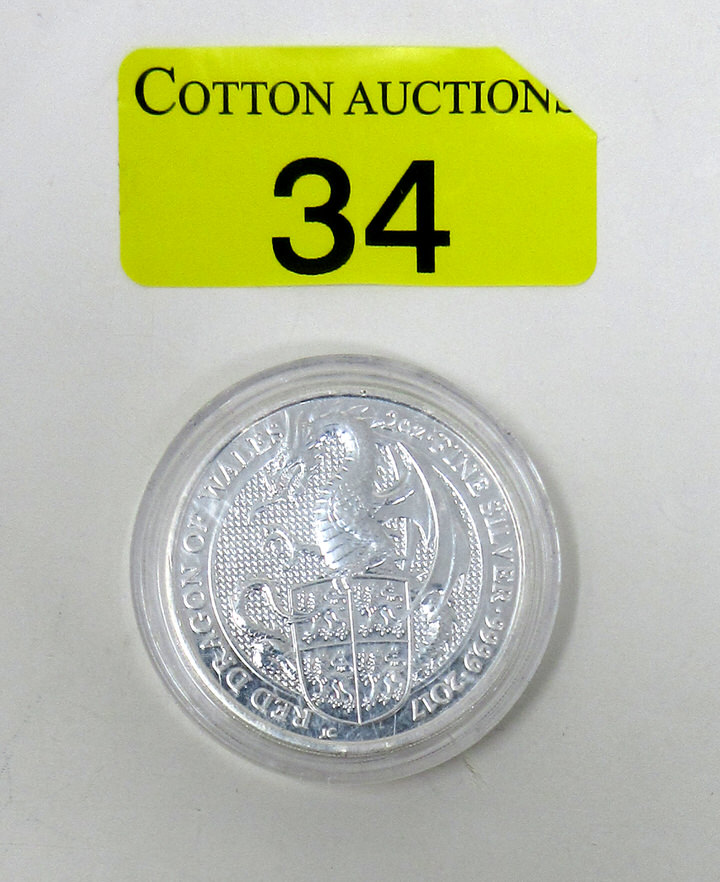 COTTON AUCTIONS
34
RED DRAGON OF WALES · 2oz · FINE SILVER · 9999 · 2017
JC